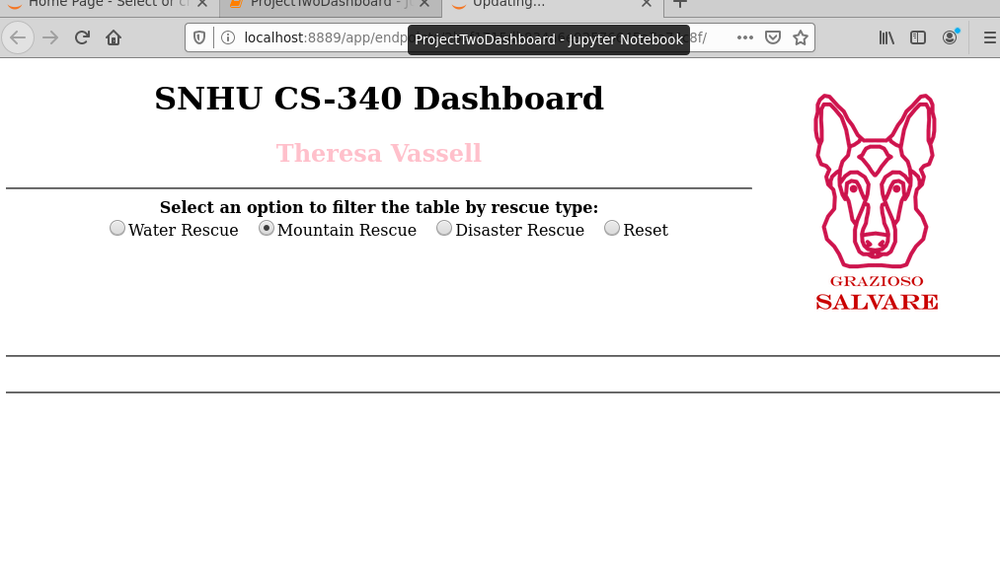 Home Page - Select or c
ProjectTwoDashboard - J
Updating...
localhost:8889/app/endp
c8f/
ProjectTwoDashboard - Jupyter Notebook
SNHU CS-340 Dashboard
Theresa Vassell
Select an option to filter the table by rescue type:
Water Rescue Mountain Rescue Disaster Rescue Reset
GRAZIOSO
SALVARE